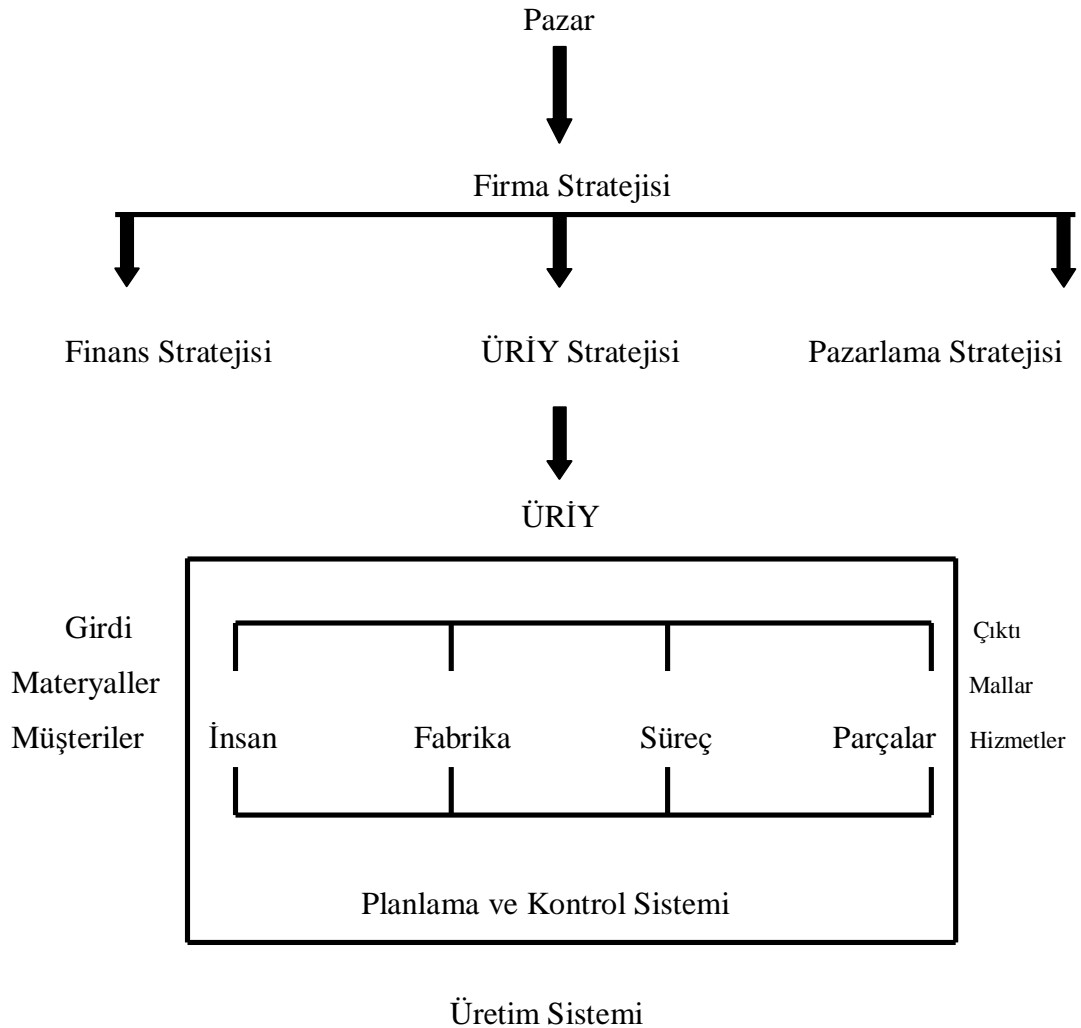 Pazar
Firma Stratejisi
Finans Stratejisi ÜRİY Stratejisi Pazarlama Stratejisi
ÜRİY
Girdi Çıktı
Materyaller Mallar
Müşteriler İnsan Fabrika Süreç Parçalar Hizmetler
Planlama ve Kontrol Sistemi
Üretim Sistemi